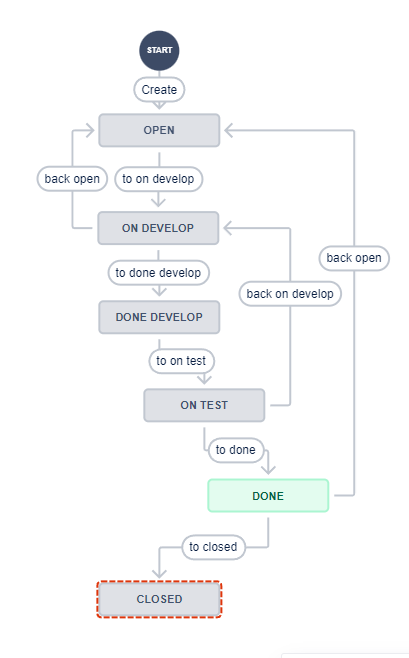 START
Create
OPEN
back open
to on develop
ON DEVELOP
back open
to done develop
back on develop
DONE DEVELOP
to on test
ON TEST
to done
DONE
to closed
CLOSED